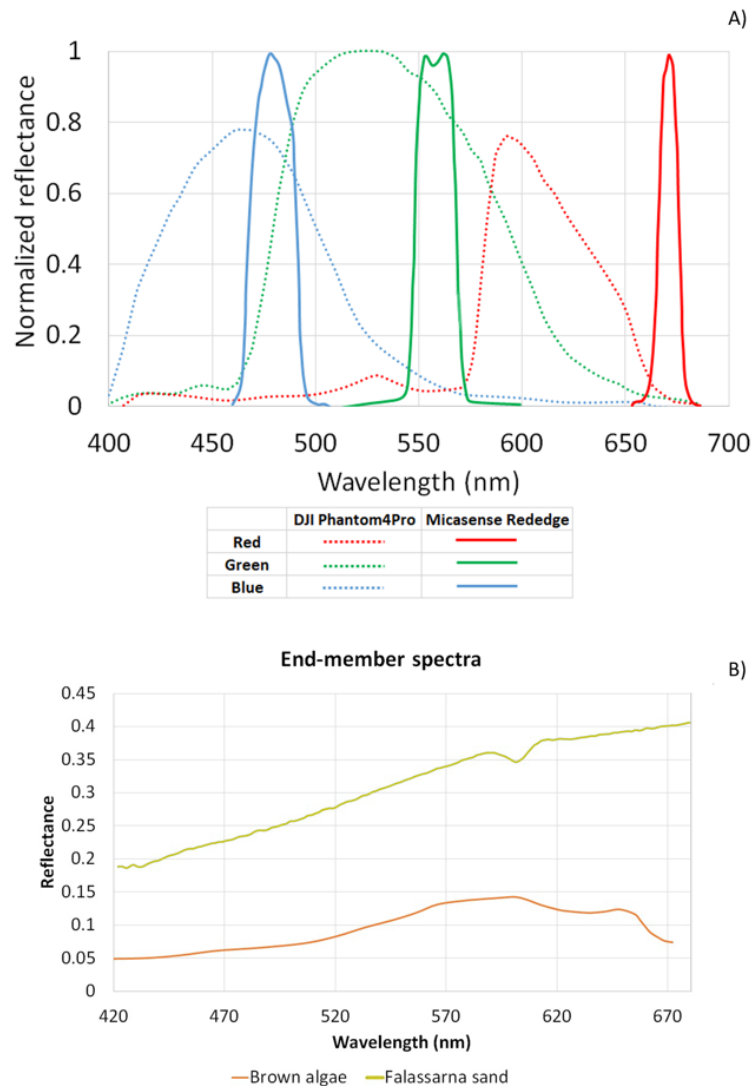 A)
1
0.8
0.6
0.4
0.2
0
Normalized reflectance
400 450 500 550 600 650 700
Wavelength (nm)
DJI Phantom4Pro Micasense Rededge
Red
Green
Blue
End-member spectra
B)
0.45
0.4
0.35
0.3
0.25
0.2
0.15
0.1
0.05
0
Reflectance
420 470 520 570 620 670
Wavelength (nm)
Brown algae Falassarna sand